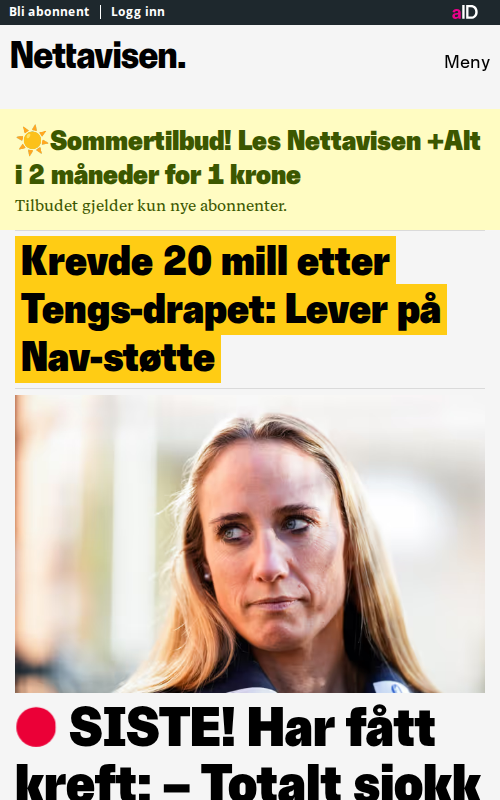 Bli abonnent | Logg inn
aID
Nettavisen.
Meny
☀️Sommertilbud! Les Nettavisen +Alt
i 2 måneder for 1 krone
Tilbudet gjelder kun nye abonnenter.
Krevde 20 mill etter
Tengs-drapet: Lever på
Nav-støtte
🔴 SISTE! Har fått
kreft: – Totalt sjokk